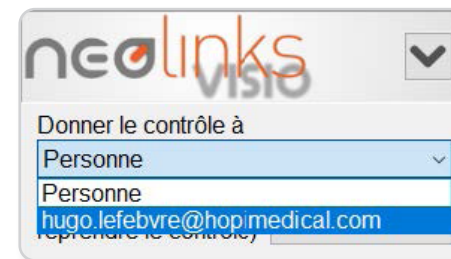 neolinks
VISIO
Donner le contrôle à
Personne
Personne
hugo.lefebvre@hopimedical.com
reprendre le contrôle)